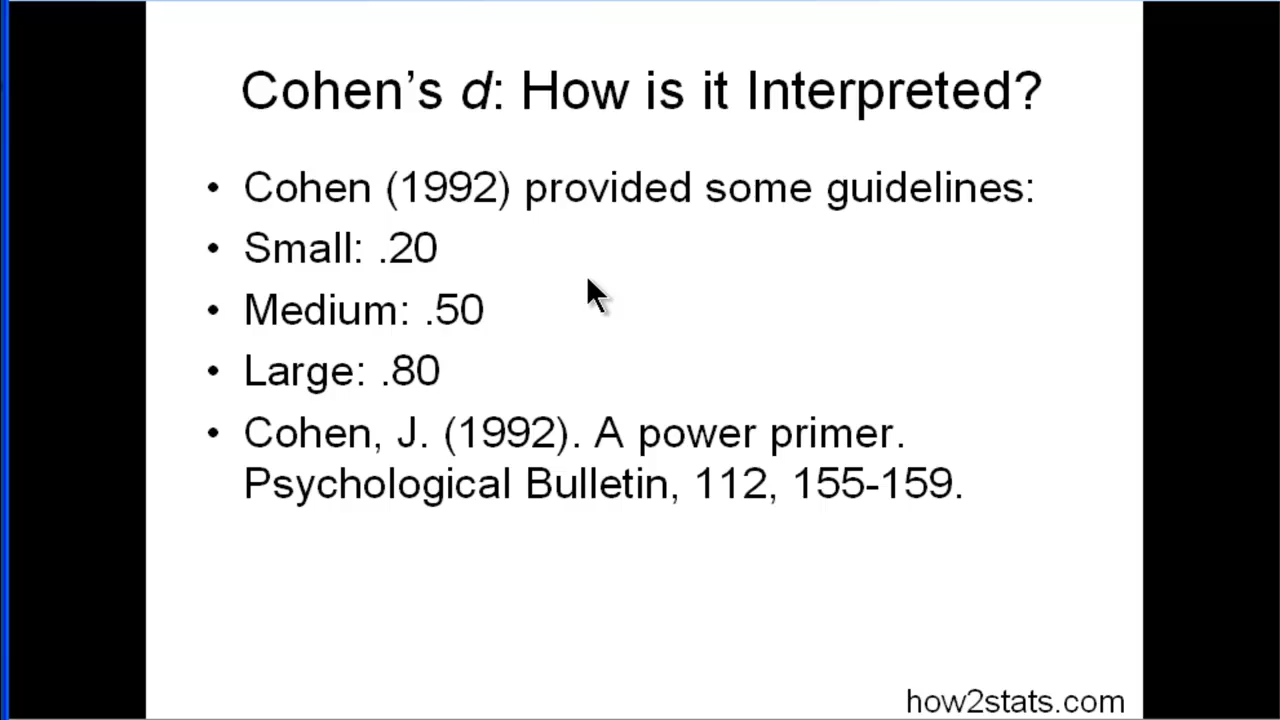 Cohen’s d: How is it Interpreted?
• Cohen (1992) provided some guidelines:
• Small: .20
• Medium: .50
• Large: .80
• Cohen, J. (1992). A power primer.
Psychological Bulletin, 112, 155-159.
how2stats.com